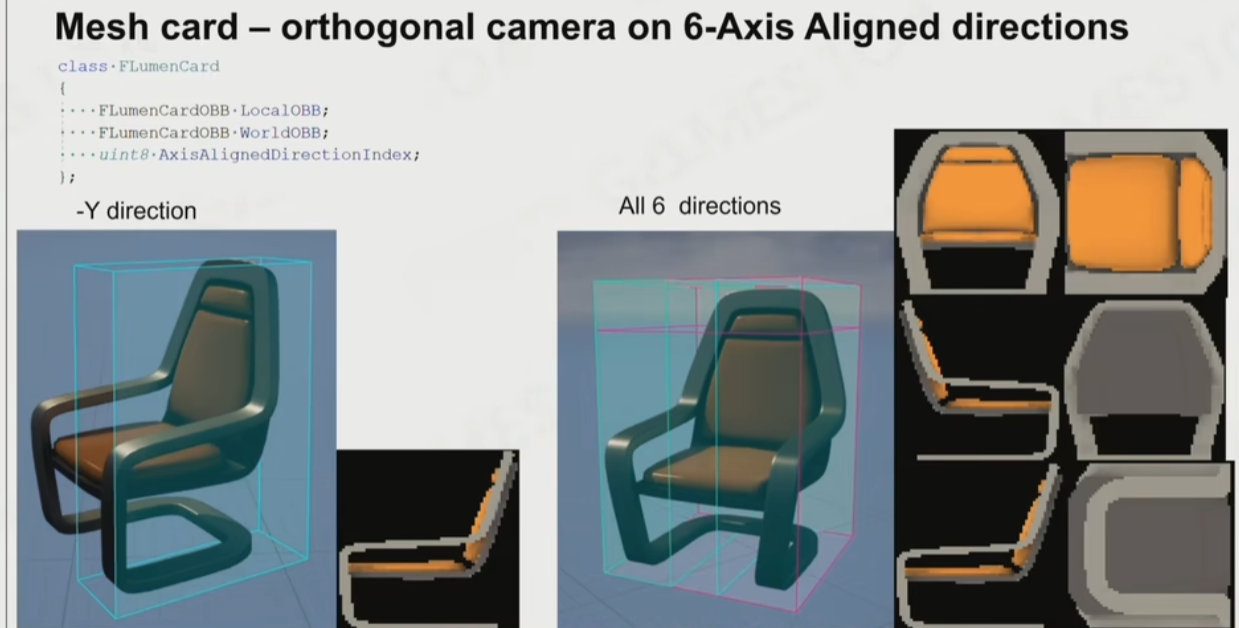 Mesh card – orthogonal camera on 6-Axis Aligned directions
class·FLumenCard
{
····FLumenCardOBB·LocalOBB;
····FLumenCardOBB·WorldOBB;
····uint8·AxisAlignedDirectionIndex;
};
-Y direction
All 6 directions